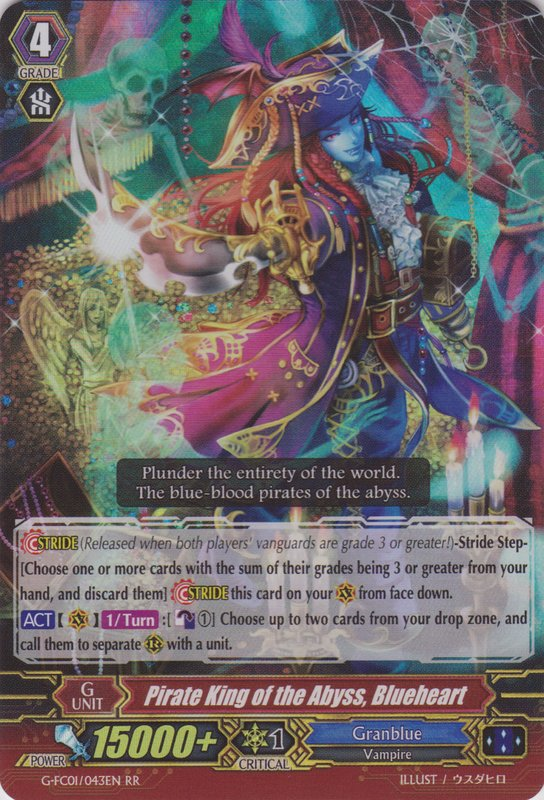 4
GRADE
Plunder the entirety of the world.
The blue-blood pirates of the abyss.
STRIDE (Released when both players' vanguards are grade 3 or greater!)-Stride Step-
[Choose one or more cards with the sum of their grades being 3 or greater from your
hand, and discard them] STRIDE this card on your Ⓥ from face down.
ACT【Ⓥ】1/Turn :[①] Choose up to two cards from your drop zone, and
call them to separate Ⓡ with a unit.
G
UNIT
Pirate King of the Abyss, Blueheart
POWER
15000+
1
CRITICAL
Granblue
Vampire
G-FC01/043EN RR
ILLUST / ウスダヒロ